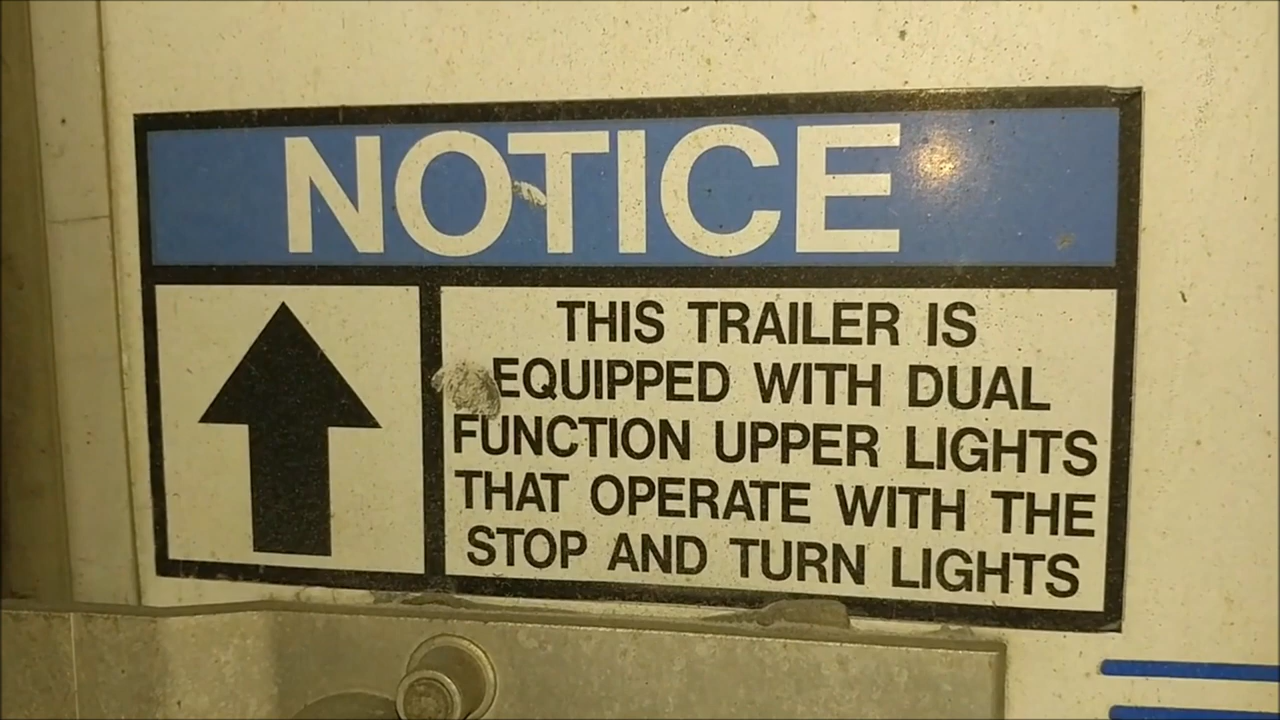 NOTICE
THIS TRAILER IS
EQUIPPED WITH DUAL
FUNCTION UPPER LIGHTS
THAT OPERATE WITH THE
STOP AND TURN LIGHTS